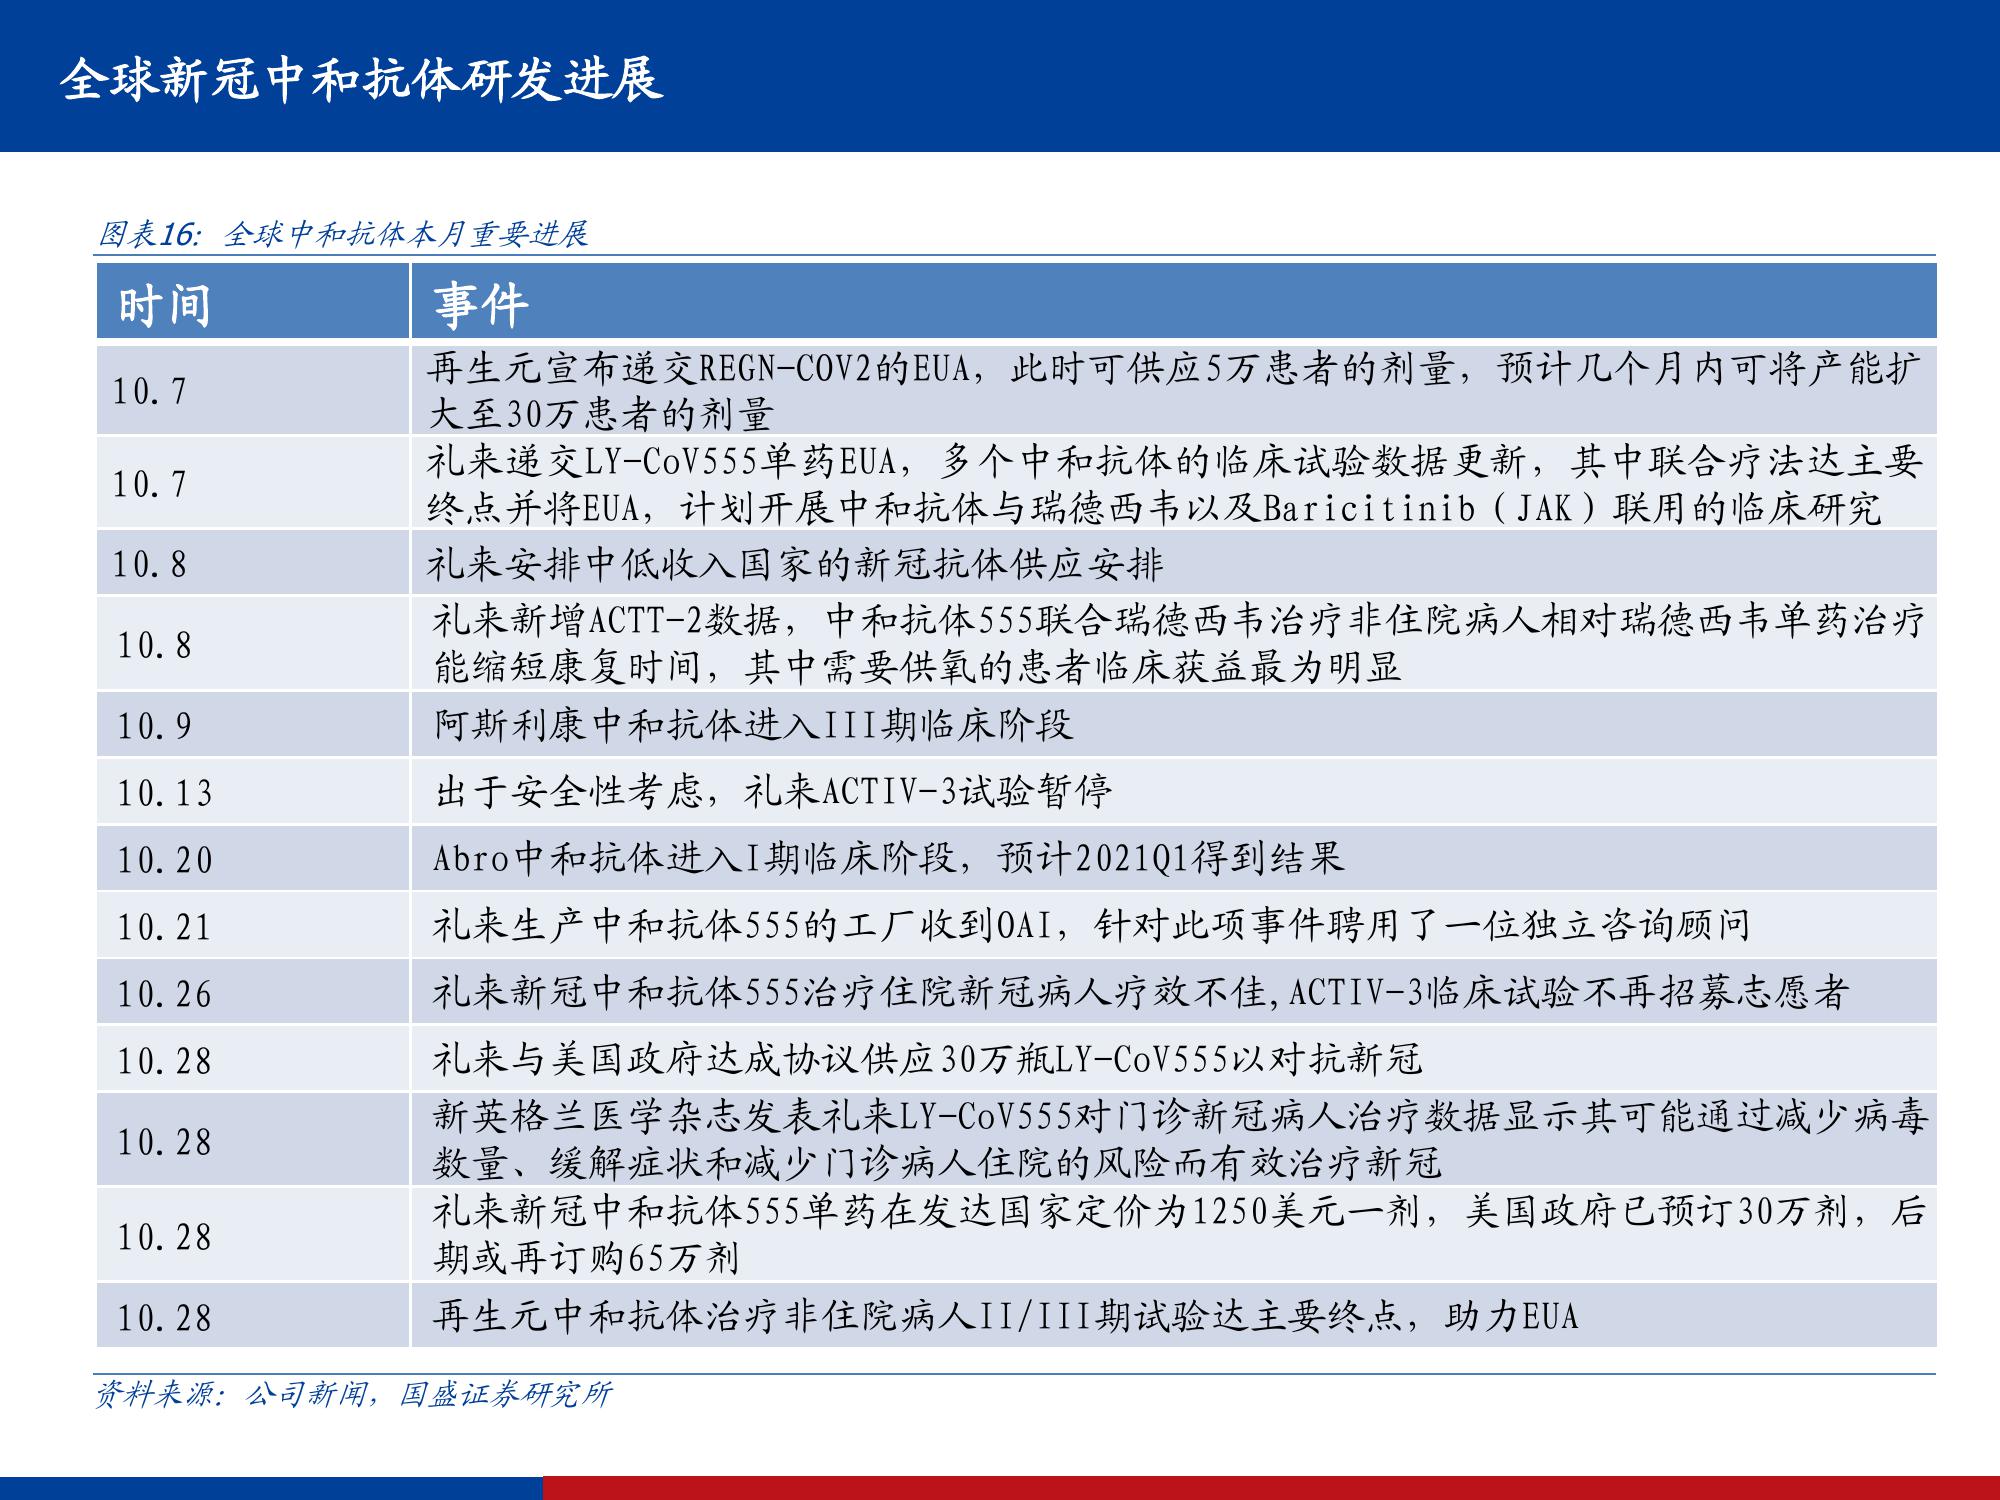 全球新冠中和抗体研发进展
图表16：全球中和抗体本月重要进展
时间 事件
10.7 再生元宣布递交REGN-COV2的EUA，此时可供应5万患者的剂量，预计几个月内可将产能扩
大至30万患者的剂量
10.7 礼来递交LY-CoV555单药EUA，多个中和抗体的临床试验数据更新，其中联合疗法达主要
终点并将EUA，计划开展中和抗体与瑞德西韦以及Baricitinib（JAK）联用的临床研究
10.8 礼来安排中低收入国家的新冠抗体供应安排
10.8 礼来新增ACTT-2数据，中和抗体555联合瑞德西韦治疗非住院病人相对瑞德西韦单药治疗
能缩短康复时间，其中需要供氧的患者临床获益最为明显
10.9 阿斯利康中和抗体进入III期临床阶段
10.13 出于安全性考虑，礼来ACTIV-3试验暂停
10.20 Abro中和抗体进入I期临床阶段，预计2021Q1得到结果
10.21 礼来生产中和抗体555的工厂收到OAI，针对此项事件聘用了一位独立咨询顾问
10.26 礼来新冠中和抗体555治疗住院新冠病人疗效不佳,ACTIV-3临床试验不再招募志愿者
10.28 礼来与美国政府达成协议供应30万瓶LY-CoV555以对抗新冠
10.28 新英格兰医学杂志发表礼来LY-CoV555对门诊新冠病人治疗数据显示其可能通过减少病毒
数量、缓解症状和减少门诊病人住院的风险而有效治疗新冠
10.28 礼来新冠中和抗体555单药在发达国家定价为1250美元一剂，美国政府已预订30万剂，后
期或再订购65万剂
10.28 再生元中和抗体治疗非住院病人II/III期试验达主要终点，助力EUA
资料来源：公司新闻，国盛证券研究所